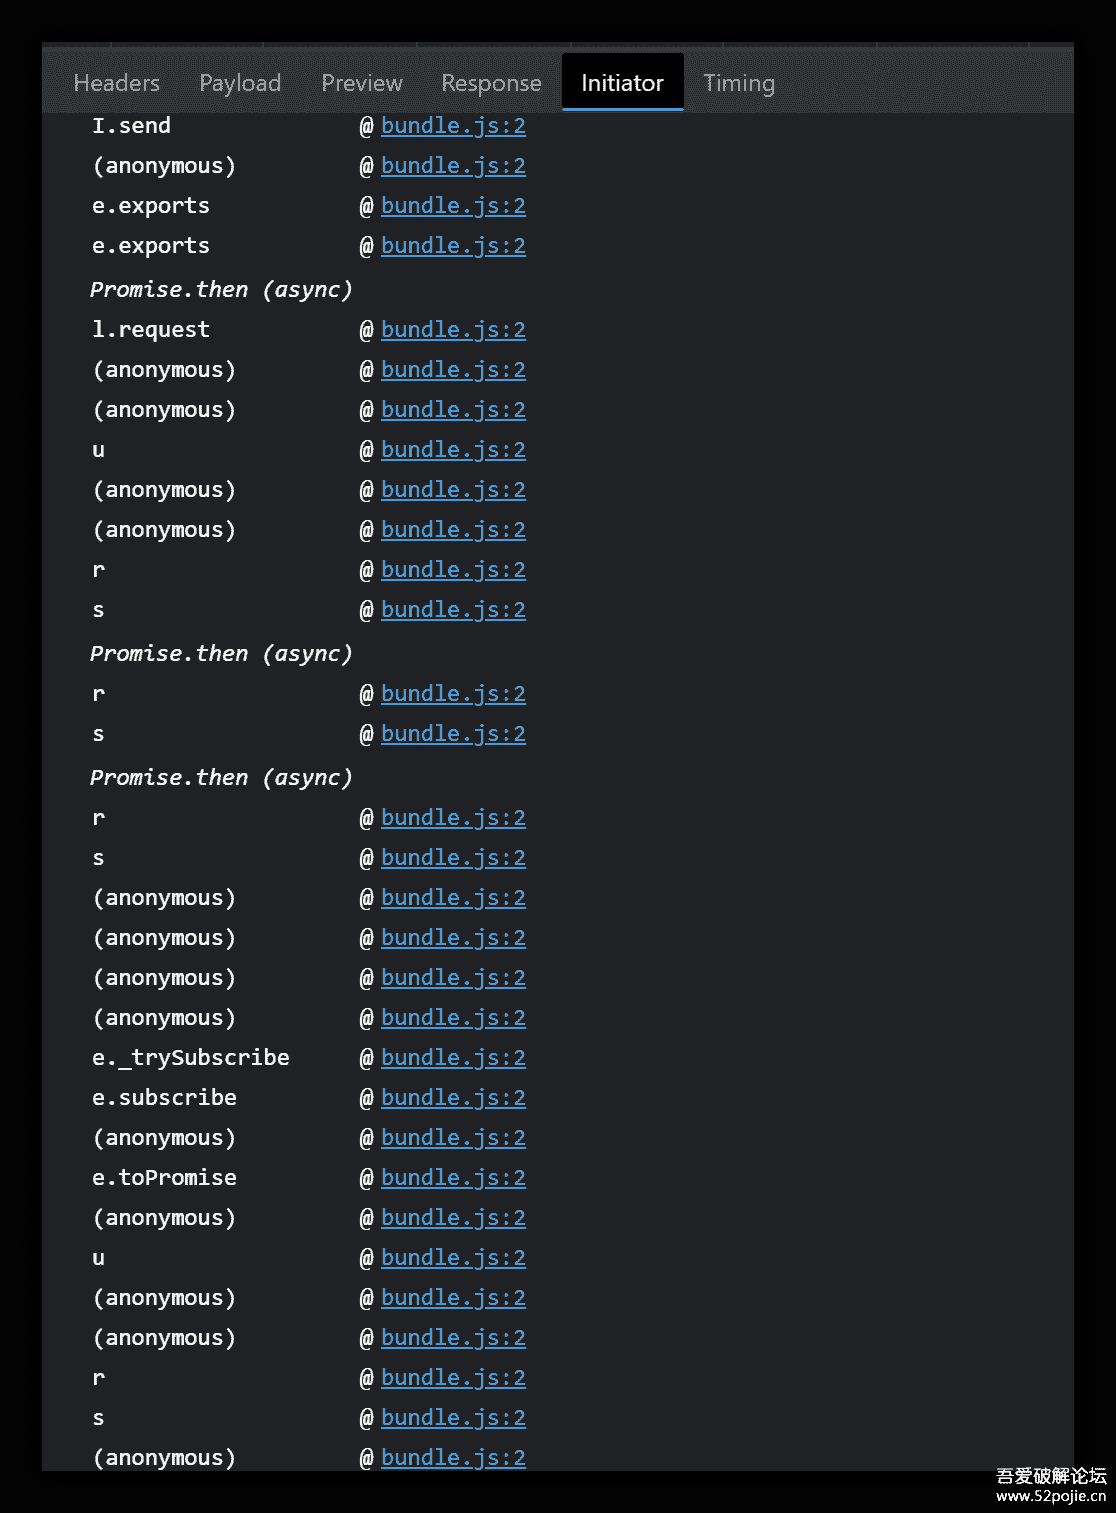 Headers Payload Preview Response Initiator Timing
I.send @ bundle.js:2
(anonymous) @ bundle.js:2
e.exports @ bundle.js:2
e.exports @ bundle.js:2
Promise.then (async)
l.request @ bundle.js:2
(anonymous) @ bundle.js:2
(anonymous) @ bundle.js:2
u @ bundle.js:2
(anonymous) @ bundle.js:2
(anonymous) @ bundle.js:2
r @ bundle.js:2
s @ bundle.js:2
Promise.then (async)
r @ bundle.js:2
s @ bundle.js:2
Promise.then (async)
r @ bundle.js:2
s @ bundle.js:2
(anonymous) @ bundle.js:2
(anonymous) @ bundle.js:2
(anonymous) @ bundle.js:2
(anonymous) @ bundle.js:2
e._trySubscribe @ bundle.js:2
e.subscribe @ bundle.js:2
(anonymous) @ bundle.js:2
e.toPromise @ bundle.js:2
(anonymous) @ bundle.js:2
u @ bundle.js:2
(anonymous) @ bundle.js:2
(anonymous) @ bundle.js:2
r @ bundle.js:2
s @ bundle.js:2
(anonymous) @ bundle.js:2
吾爱破解论坛
www.52pojie.cn